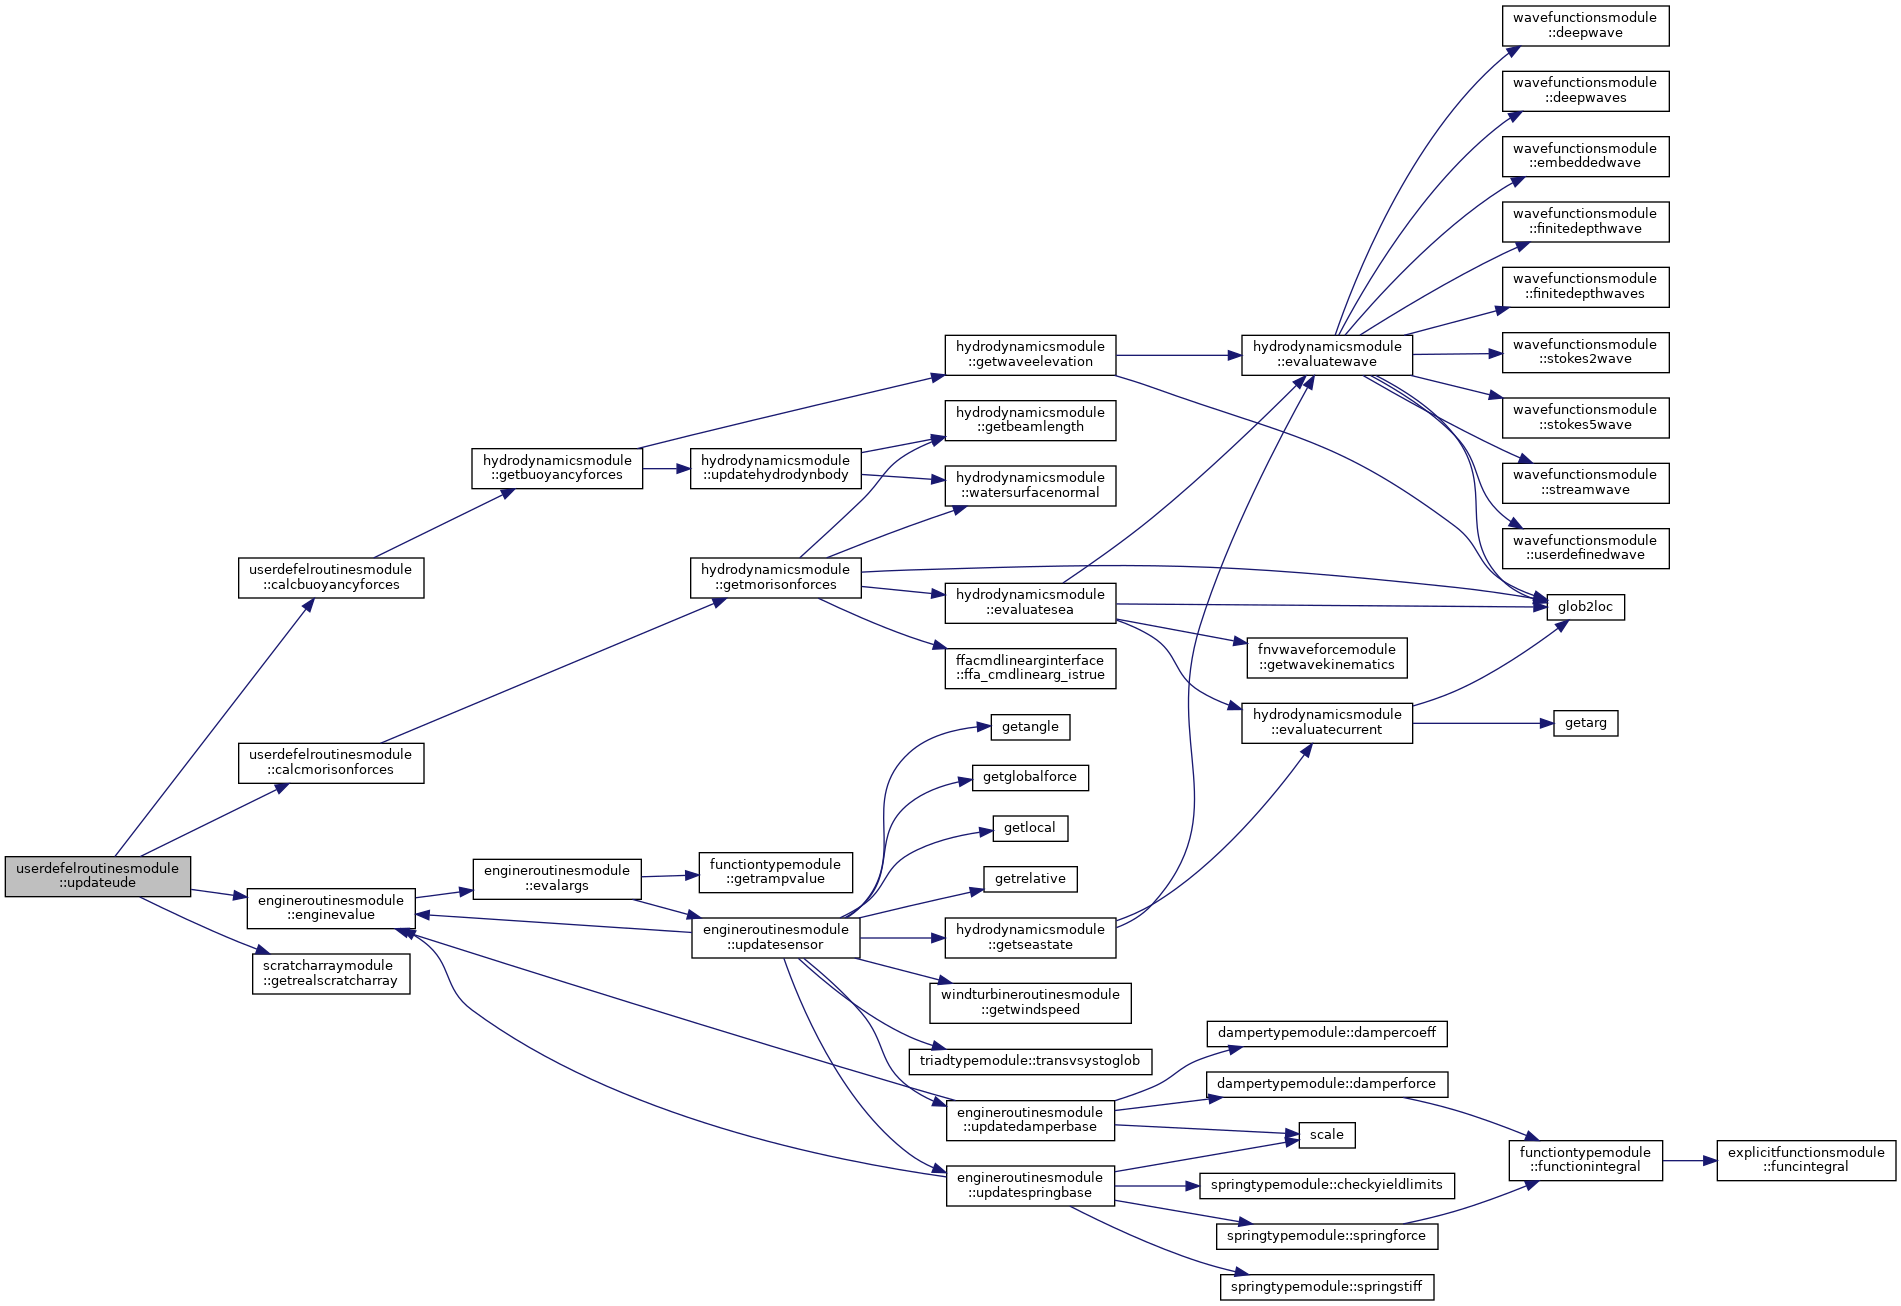 wavefunctionsmodule
::deepwave
wavefunctionsmodule
::deepwaves
wavefunctionsmodule
::embeddedwave
wavefunctionsmodule
::finitedepthwave
wavefunctionsmodule
::finitedepthwaves
hydrodynamicsmodule
::getwaveelevation
hydrodynamicsmodule
::evaluatewave
wavefunctionsmodule
::stokes2wave
hydrodynamicsmodule
::getbeamlength
wavefunctionsmodule
::stokes5wave
hydrodynamicsmodule
::getbuoyancyforces
hydrodynamicsmodule
::updatehydrodynbody
hydrodynamicsmodule
::watersurfacenormal
wavefunctionsmodule
::streamwave
wavefunctionsmodule
::userdefinedwave
userdefelroutinesmodule
::calcbuoyancyforces
hydrodynamicsmodule
::getmorisonforces
hydrodynamicsmodule
::evaluatesea
glob2loc
ffacmdlinearginterface
::ffa_cmdlinearg_istrue
fnvwaveforcemodule
::getwavekinematics
userdefelroutinesmodule
::calcmorisonforces
getangle
hydrodynamicsmodule
::evaluatecurrent
getarg
getglobalforce
getlocal
userdefelroutinesmodule
::updateude
engineroutinesmodule
::enginevalue
engineroutinesmodule
::evalargs
functiontypemodule
::getrampvalue
getrelative
engineroutinesmodule
::updatesensor
hydrodynamicsmodule
::getseastate
scratcharraymodule
::getrealscratcharray
windturbineroutinesmodule
::getwindspeed
triadtypemodule::transvsystoglob
dampertypemodule::dampercoeff
dampertypemodule::damperforce
engineroutinesmodule
::updatedamperbase
scale
functiontypemodule
::functionintegral
explicitfunctionsmodule
::funcintegral
engineroutinesmodule
::updatespringbase
springtypemodule::checkyieldlimits
springtypemodule::springforce
springtypemodule::springstiff